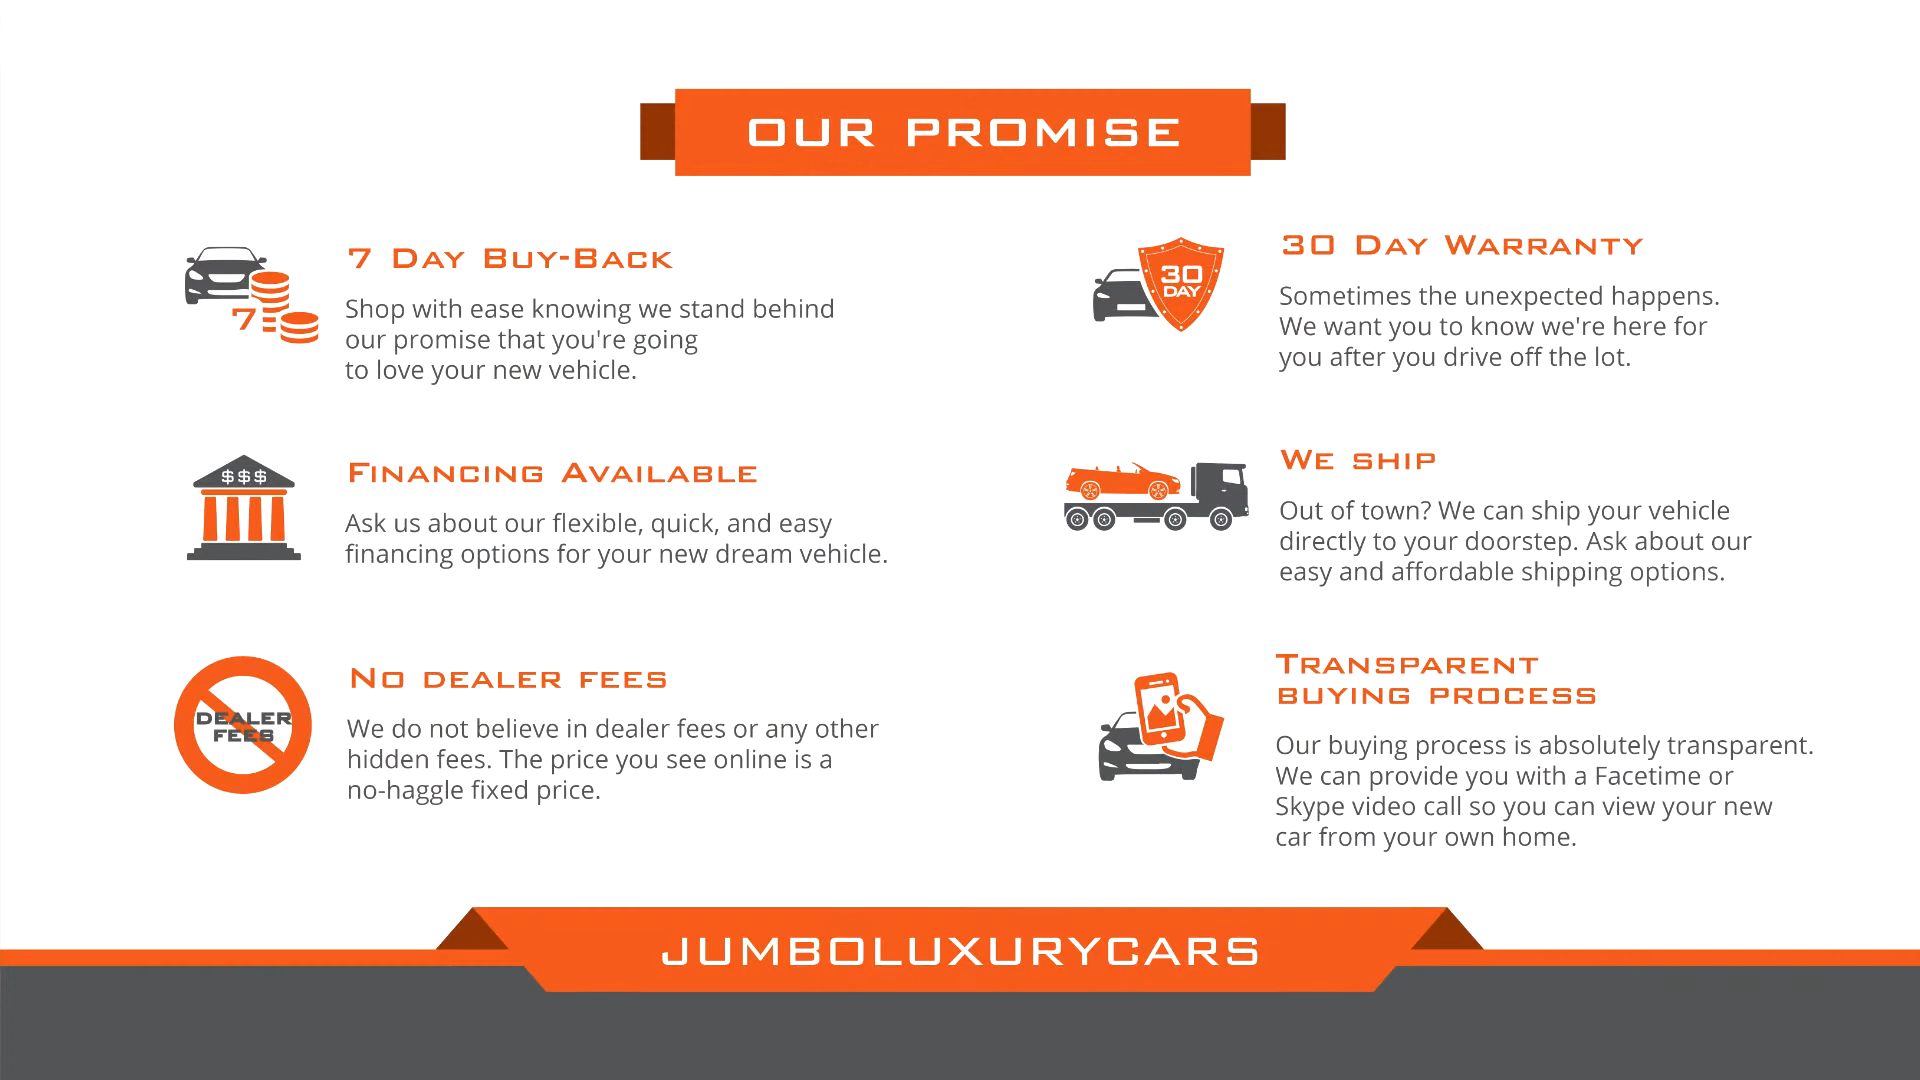 OUR PROMISE
7 DAY BUY-BACK
Shop with ease knowing we stand behind
our promise that you're going
to love your new vehicle.
7
$$$
FINANCING AVAILABLE
Ask us about our flexible, quick, and easy
financing options for your new dream vehicle.
DEALER
FEES
NO DEALER FEES
We do not believe in dealer fees or any other
hidden fees. The price you see online is a
no-haggle fixed price.
30
DAY
30 DAY WARRANTY
Sometimes the unexpected happens.
We want you to know we're here for
you after you drive off the lot.
WE SHIP
Out of town? We can ship your vehicle
directly to your doorstep. Ask about our
easy and affordable shipping options.
TRANSPARENT
BUYING PROCESS
Our buying process is absolutely transparent.
We can provide you with a Facetime or
Skype video call so you can view your new
car from your own home.
JUMBOLUXURYCARS